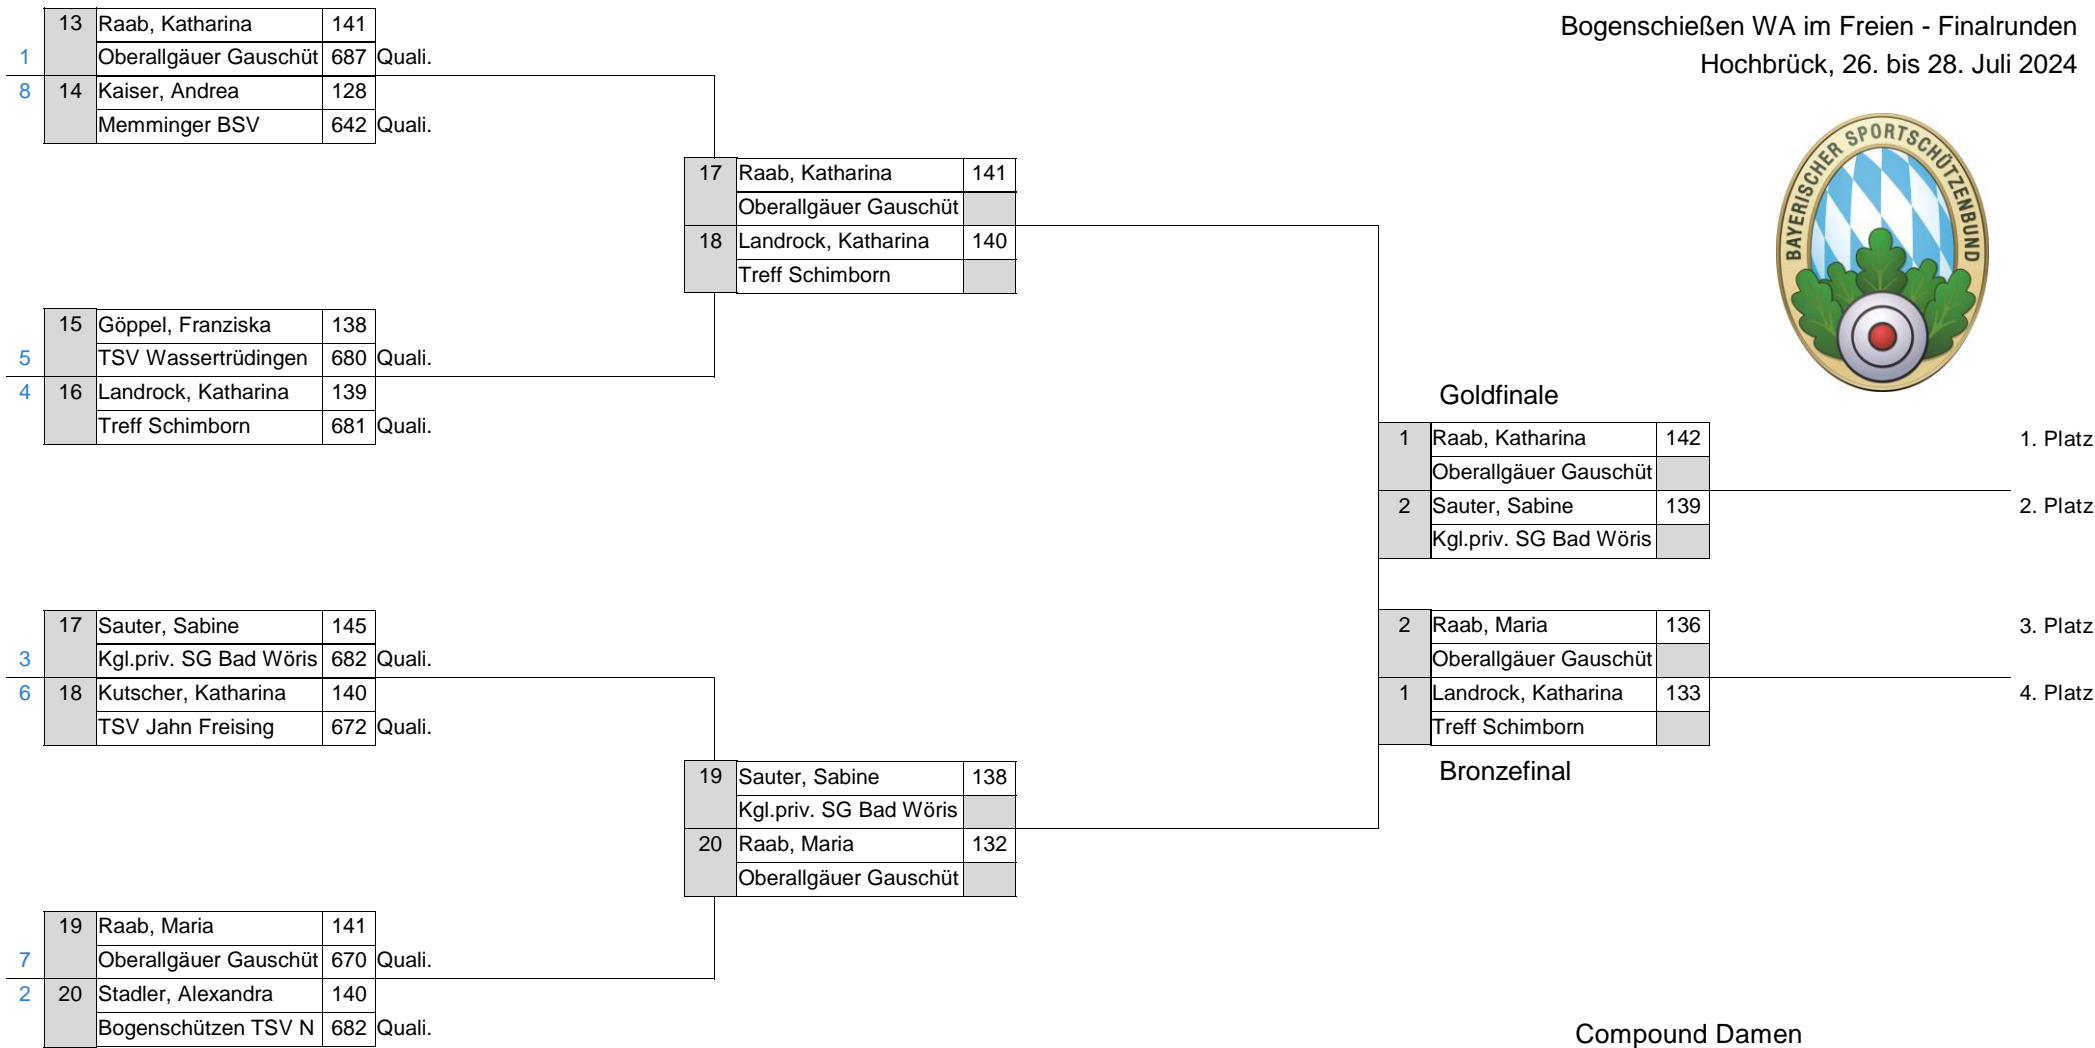 Bogenschießen WA im Freien - Finalrunden
Hochbrück, 26. bis 28. Juli 2024
BAYERISCHER SPORTSCHÜTZENBUND
13 Raab, Katharina 141
1 Oberallgäuer Gauschüt 687 Quali.
8 14 Kaiser, Andrea 128
Memminger BSV 642 Quali.
15 Göppel, Franziska 138
5 TSV Wassertrüdingen 680 Quali.
4 16 Landrock, Katharina 139
Treff Schimborn 681 Quali.
17 Sauter, Sabine 145
3 Kgl.priv. SG Bad Wöris 682 Quali.
6 18 Kutscher, Katharina 140
TSV Jahn Freising 672 Quali.
19 Raab, Maria 141
7 Oberallgäuer Gauschüt 670 Quali.
2 20 Stadler, Alexandra 140
Bogenschützen TSV N 682 Quali.
17 Raab, Katharina 141
Oberallgäuer Gauschüt
18 Landrock, Katharina 140
Treff Schimborn
19 Sauter, Sabine 138
Kgl.priv. SG Bad Wöris
20 Raab, Maria 132
Oberallgäuer Gauschüt
Goldfinale
1 Raab, Katharina 142 1. Platz
Oberallgäuer Gauschüt
2 Sauter, Sabine 139 2. Platz
Kgl.priv. SG Bad Wöris
2 Raab, Maria 136 3. Platz
Oberallgäuer Gauschüt
1 Landrock, Katharina 133 4. Platz
Treff Schimborn
Bronzefinal
Compound Damen